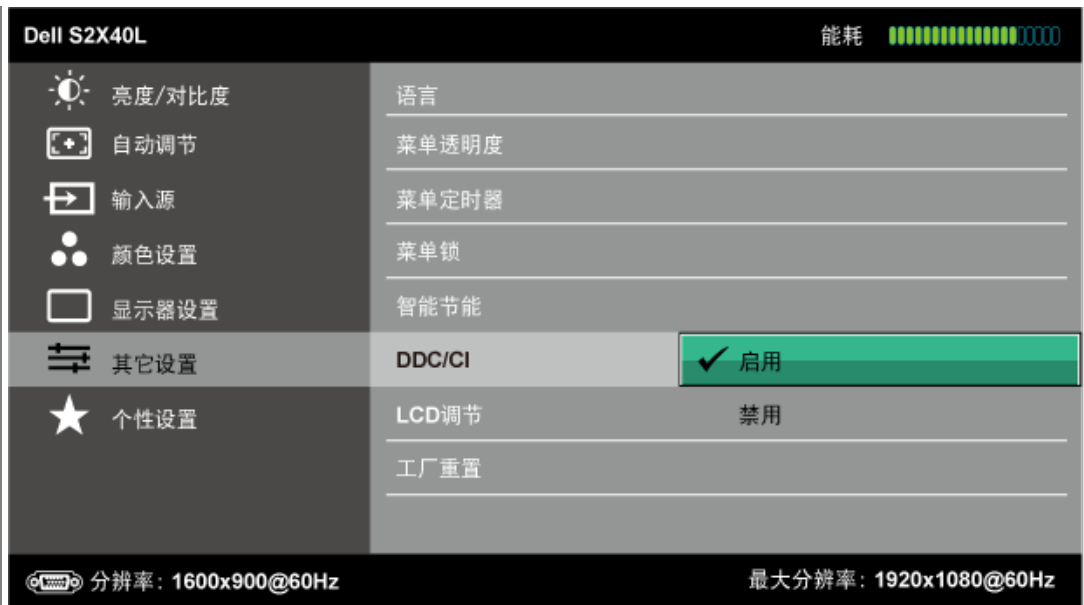 Dell S2X40L 能耗
亮度/对比度 语言
自动调节 菜单透明度
输入源 菜单定时器
颜色设置 菜单锁
显示器设置 智能节能
其它设置 DDC/CI 启用
个性设置 LCD调节 禁用
工厂重置
分辨率: 1600x900@60Hz 最大分辨率: 1920x1080@60Hz